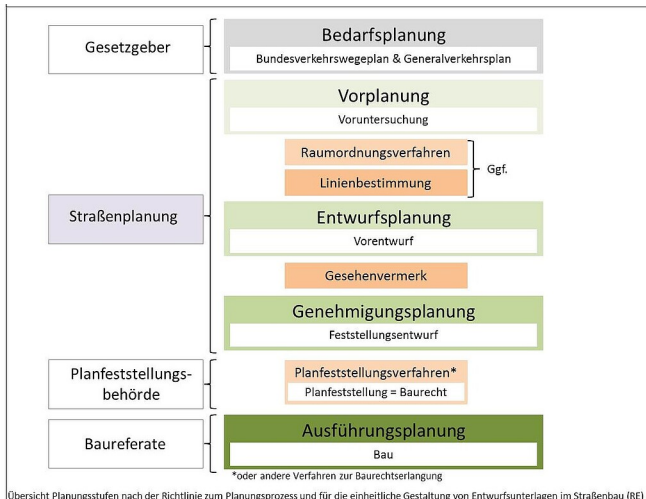 Gesetzgeber
Bedarfsplanung
Bundesverkehrswegeplan & Generalverkehrsplan
Straßenplanung
Vorplanung
Voruntersuchung
Raumordnungsverfahren
Linienbestimmung
Ggf.
Entwurfsplanung
Vorentwurf
Gesehenvermerk
Genehmigungsplanung
Feststellungsentwurf
Planfeststellungs-
behörde
Planfeststellungsverfahren*
Planfeststellung = Baurecht
Baureferate
Ausführungsplanung
Bau
*oder andere Verfahren zur Baurechtserlangung
Übersicht Planungsstufen nach der Richtlinie zum Planungsprozess und für die einheitliche Gestaltung von Entwurfsunterlagen im Straßenbau (RE)